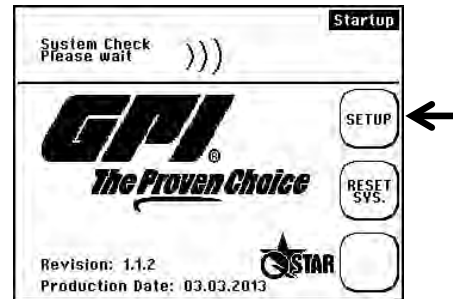 Startup
System Check
Please wait )))
SETUP
GPI®
The Proven Choice
RESET
SYS.
QSTAR
Revision: 1.1.2
Production Date: 03.03.2013